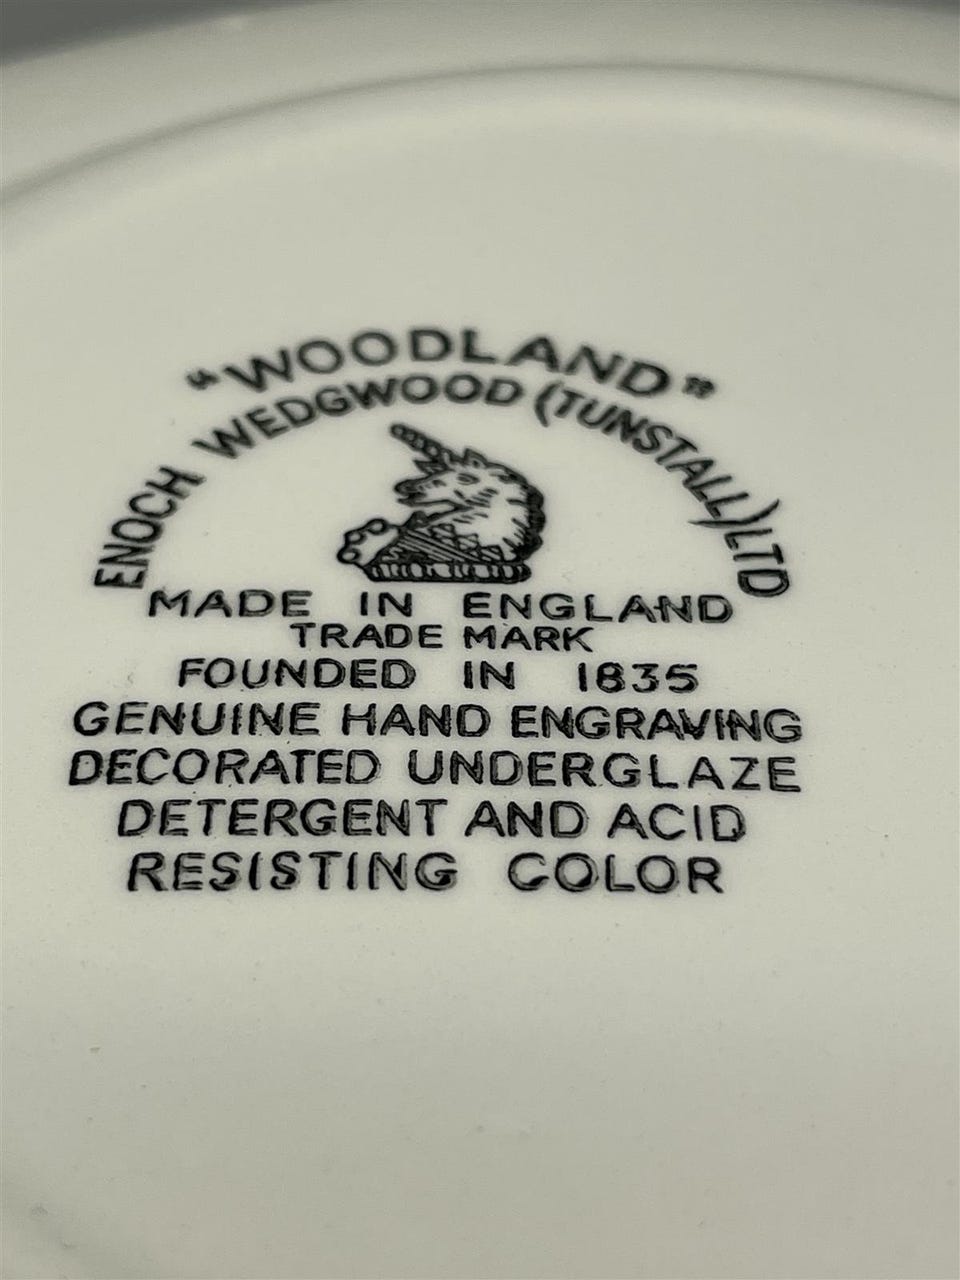 "WOODLAND"
ENOCH WEDGWOOD (TUNSTALL) LTD
MADE IN ENGLAND
TRADE MARK
FOUNDED IN 1835
GENUINE HAND ENGRAVING
DECORATED UNDERGLAZE
DETERGENT AND ACID
RESISTING COLOR